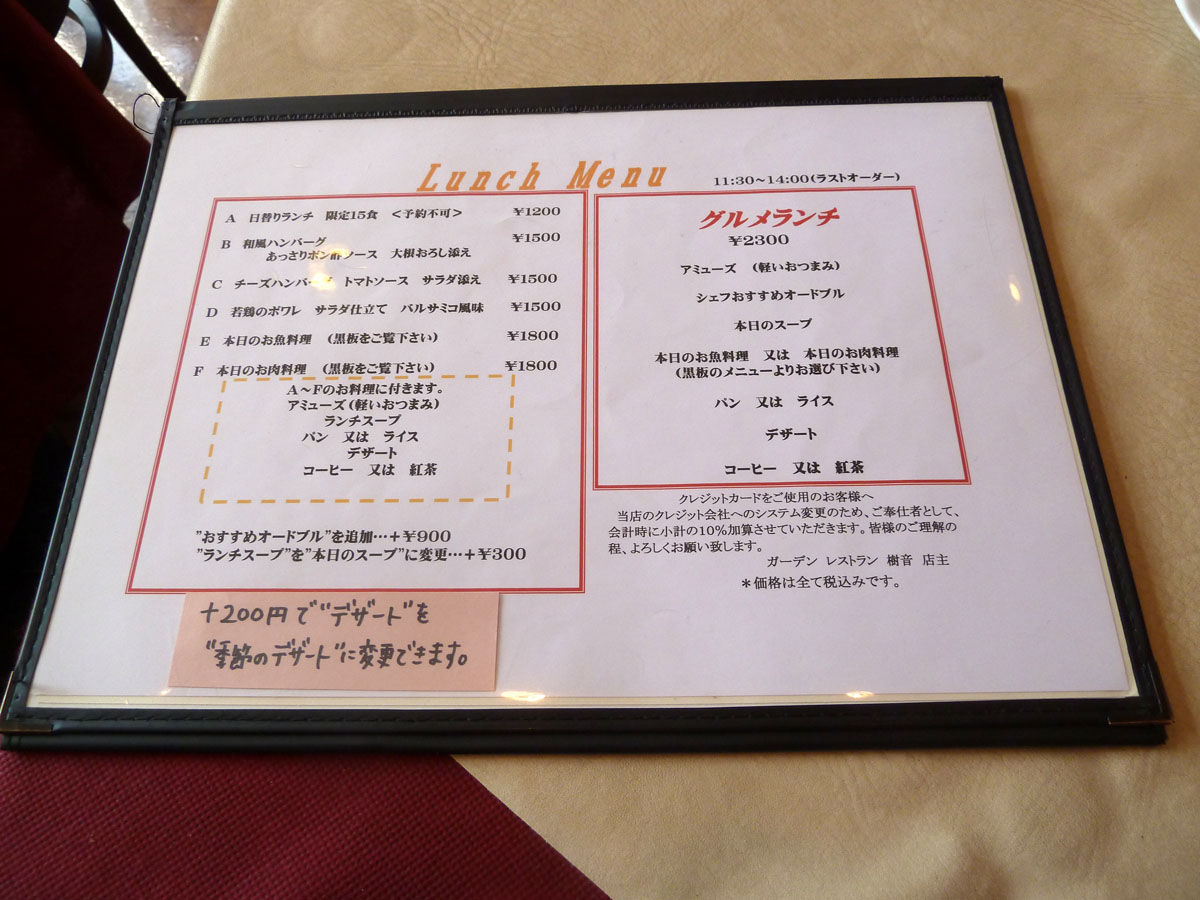 Lunch Menu
11:30～14:00(ラストオーダー)
A 日替りランチ 限定15食 ＜予約不可＞ ¥1200
B 和風ハンバーグ ¥1500
あっさりポン酢ソース 大根おろし添え
C チーズハンバーグ トマトソース サラダ添え ¥1500
D 若鶏のポワレ サラダ仕立て バルサミコ風味 ¥1500
E 本日のお魚料理 (黒板をご覧下さい) ¥1800
F 本日のお肉料理 (黒板をご覧下さい) ¥1800
A～Fのお料理に付きます。
アミューズ(軽いおつまみ)
ランチスープ
パン 又は ライス
デザート
コーヒー 又は 紅茶
"おすすめオードブル"を追加…＋¥900
"ランチスープ"を"本日のスープ"に変更…＋¥300
+200円で"デザート"を
"季節のデザート"に変更できます。
グルメランチ
¥2300
アミューズ (軽いおつまみ)
シェフおすすめオードブル
本日のスープ
本日のお魚料理 又は 本日のお肉料理
(黒板のメニューよりお選び下さい)
パン 又は ライス
デザート
コーヒー 又は 紅茶
クレジットカードをご使用のお客様へ
当店のクレジット会社へのシステム変更のため、ご奉仕者として、
会計時に小計の10%加算させていただきます。皆様のご理解の
程、よろしくお願い致します。
ガーデン レストラン 樹音 店主
＊価格は全て税込みです。